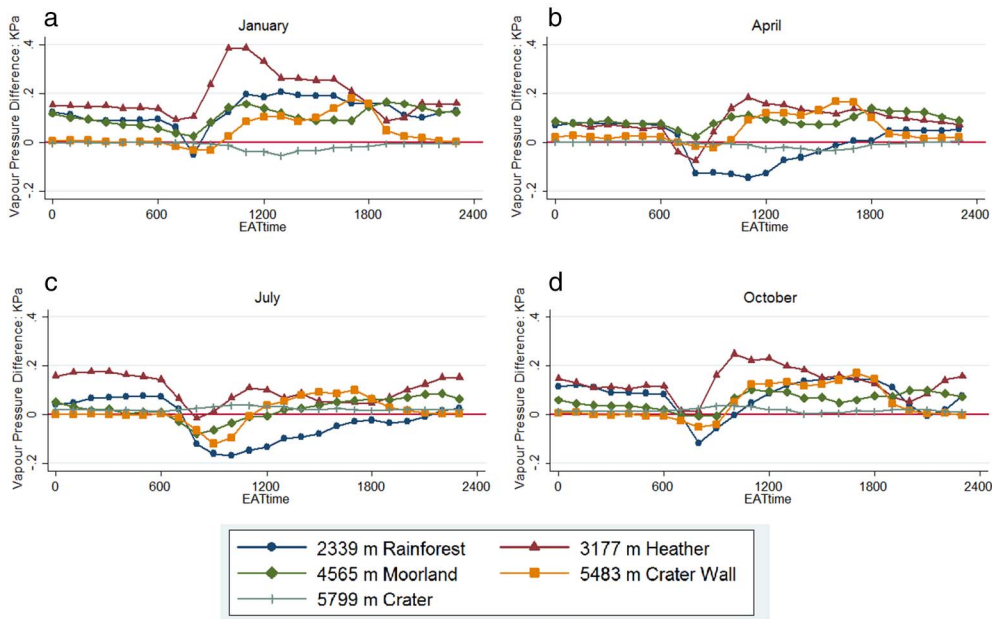 a
January
Vapour Pressure Difference: KPa
.4
.2
0
-.2
0 600 1200 1800 2400
EATtime
b
April
Vapour Pressure Difference: KPa
.4
.2
0
-.2
0 600 1200 1800 2400
EATtime
c
July
Vapour Pressure Difference: KPa
.4
.2
0
-.2
0 600 1200 1800 2400
EATtime
d
October
Vapour Pressure Difference: KPa
.4
.2
0
-.2
0 600 1200 1800 2400
EATtime
2339 m Rainforest 3177 m Heather
4565 m Moorland 5483 m Crater Wall
5799 m Crater